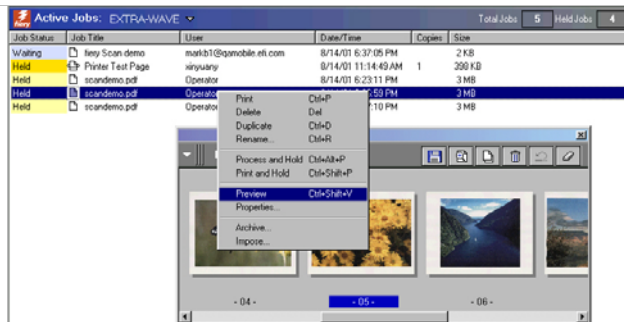 fiery Active Jobs: EXTRA-WAVE Total Jobs 5 Held Jobs 4
Job Status Job Title User Date/Time Copies Size
Waiting fiery Scan demo markb1@qamobile.efi.com 8/14/01 6:37:05 PM 2 KB
Held Printer Test Page xinyuany 8/14/01 11:14:49 AM 1 398 KB
Held scandemo.pdf Operator 8/14/01 6:23:11 PM 3 MB
Held scandemo.pdf Operator :59 PM 3 MB
Held scandemo.pdf Operator :10 PM 3 MB
Print Ctrl+P
Delete Del
Duplicate Ctrl+D
Rename... Ctrl+R
Process and Hold Ctrl+Alt+P
Print and Hold Ctrl+Shift+P
Preview Ctrl+Shift+V
Properties...
Archive...
Impose...
- 04 - - 05 - - 06 -